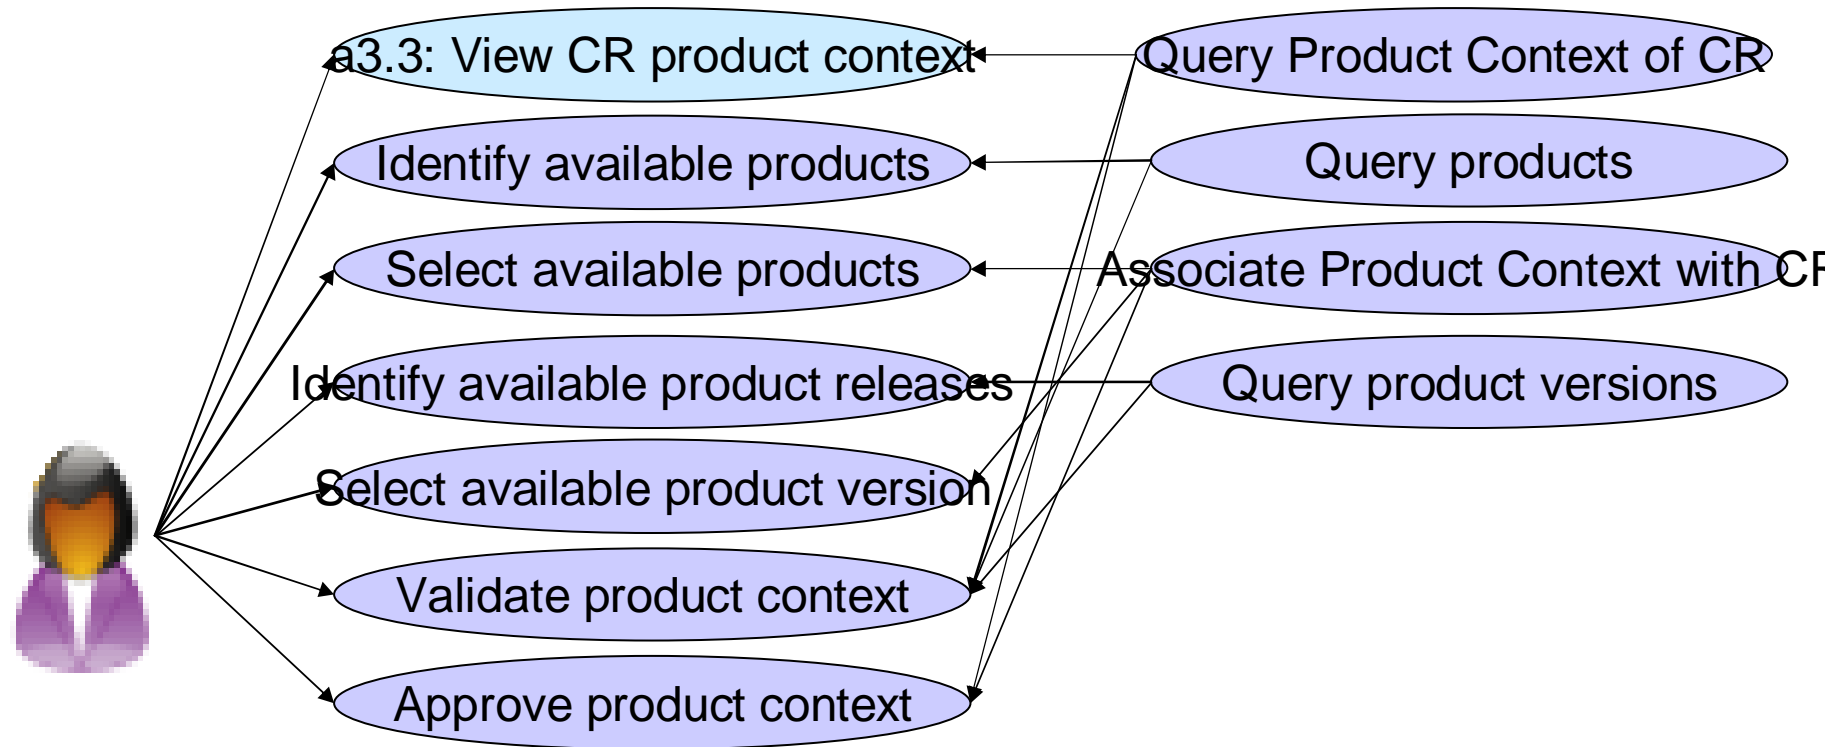 a3.3: View CR product context
Query Product Context of CR
Identify available products
Query products
Select available products
Associate Product Context with CR
Identify available product releases
Query product versions
Select available product version
Validate product context
Approve product context